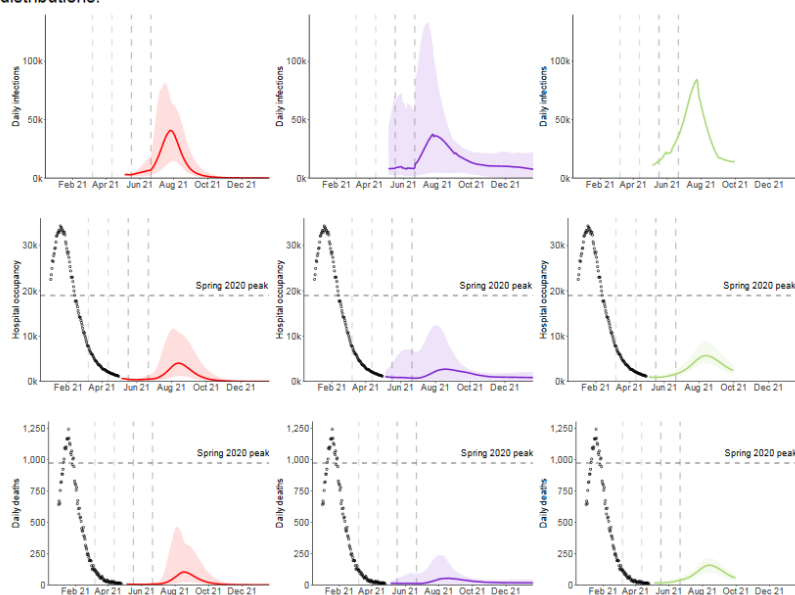 distributions.
Daily infections
100k
50k
0k
Feb 21 Apr 21 Jun 21 Aug 21 Oct 21 Dec 21
Daily infections
100k
50k
0k
Feb 21 Apr 21 Jun 21 Aug 21 Oct 21 Dec 21
Daily infections
100k
50k
0k
Feb 21 Apr 21 Jun 21 Aug 21 Oct 21 Dec 21
Hospital occupancy
30k
20k
10k
0k
Spring 2020 peak
Feb 21 Apr 21 Jun 21 Aug 21 Oct 21 Dec 21
Hospital occupancy
30k
20k
10k
0k
Spring 2020 peak
Feb 21 Apr 21 Jun 21 Aug 21 Oct 21 Dec 21
Hospital occupancy
30k
20k
10k
0k
Spring 2020 peak
Feb 21 Apr 21 Jun 21 Aug 21 Oct 21 Dec 21
Daily deaths
1,250
1,000
750
500
250
0
Spring 2020 peak
Feb 21 Apr 21 Jun 21 Aug 21 Oct 21 Dec 21
Daily deaths
1,250
1,000
750
500
250
0
Spring 2020 peak
Feb 21 Apr 21 Jun 21 Aug 21 Oct 21 Dec 21
Daily deaths
1,250
1,000
750
500
250
0
Spring 2020 peak
Feb 21 Apr 21 Jun 21 Aug 21 Oct 21 Dec 21